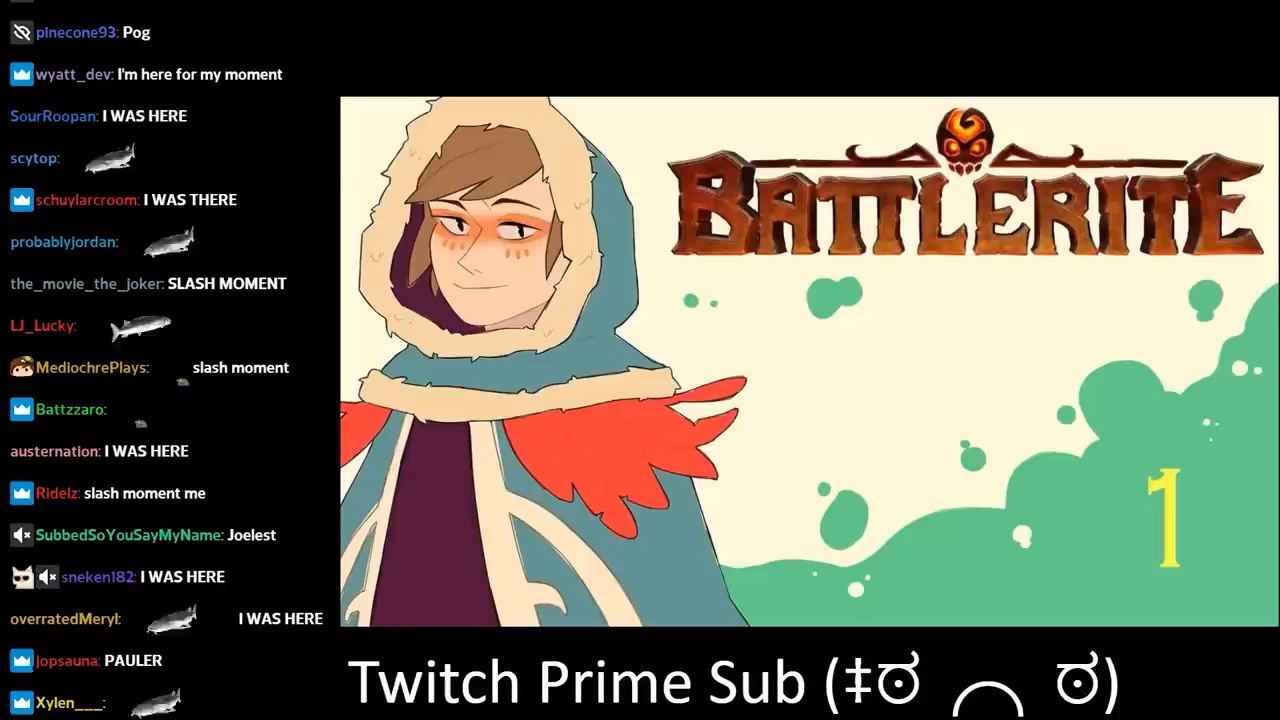 pinecone93: Pog
wyatt_dev: I'm here for my moment
SourRoopan: I WAS HERE
scytop:
schuylarcroom: I WAS THERE
probablyjordan:
the_movie_the_joker: SLASH MOMENT
LJ_Lucky:
MediochrePlays: slash moment
Battzzaro:
austernation: I WAS HERE
Ridelz: slash moment me
SubbedSoYouSayMyName: Joelest
sneken182: I WAS HERE
overratedMeryl: I WAS HERE
jopsauna: PAULER
Xylen___:
BATTLERITE
1
Twitch Prime Sub (‡ಠ ╭╮ ಠ)